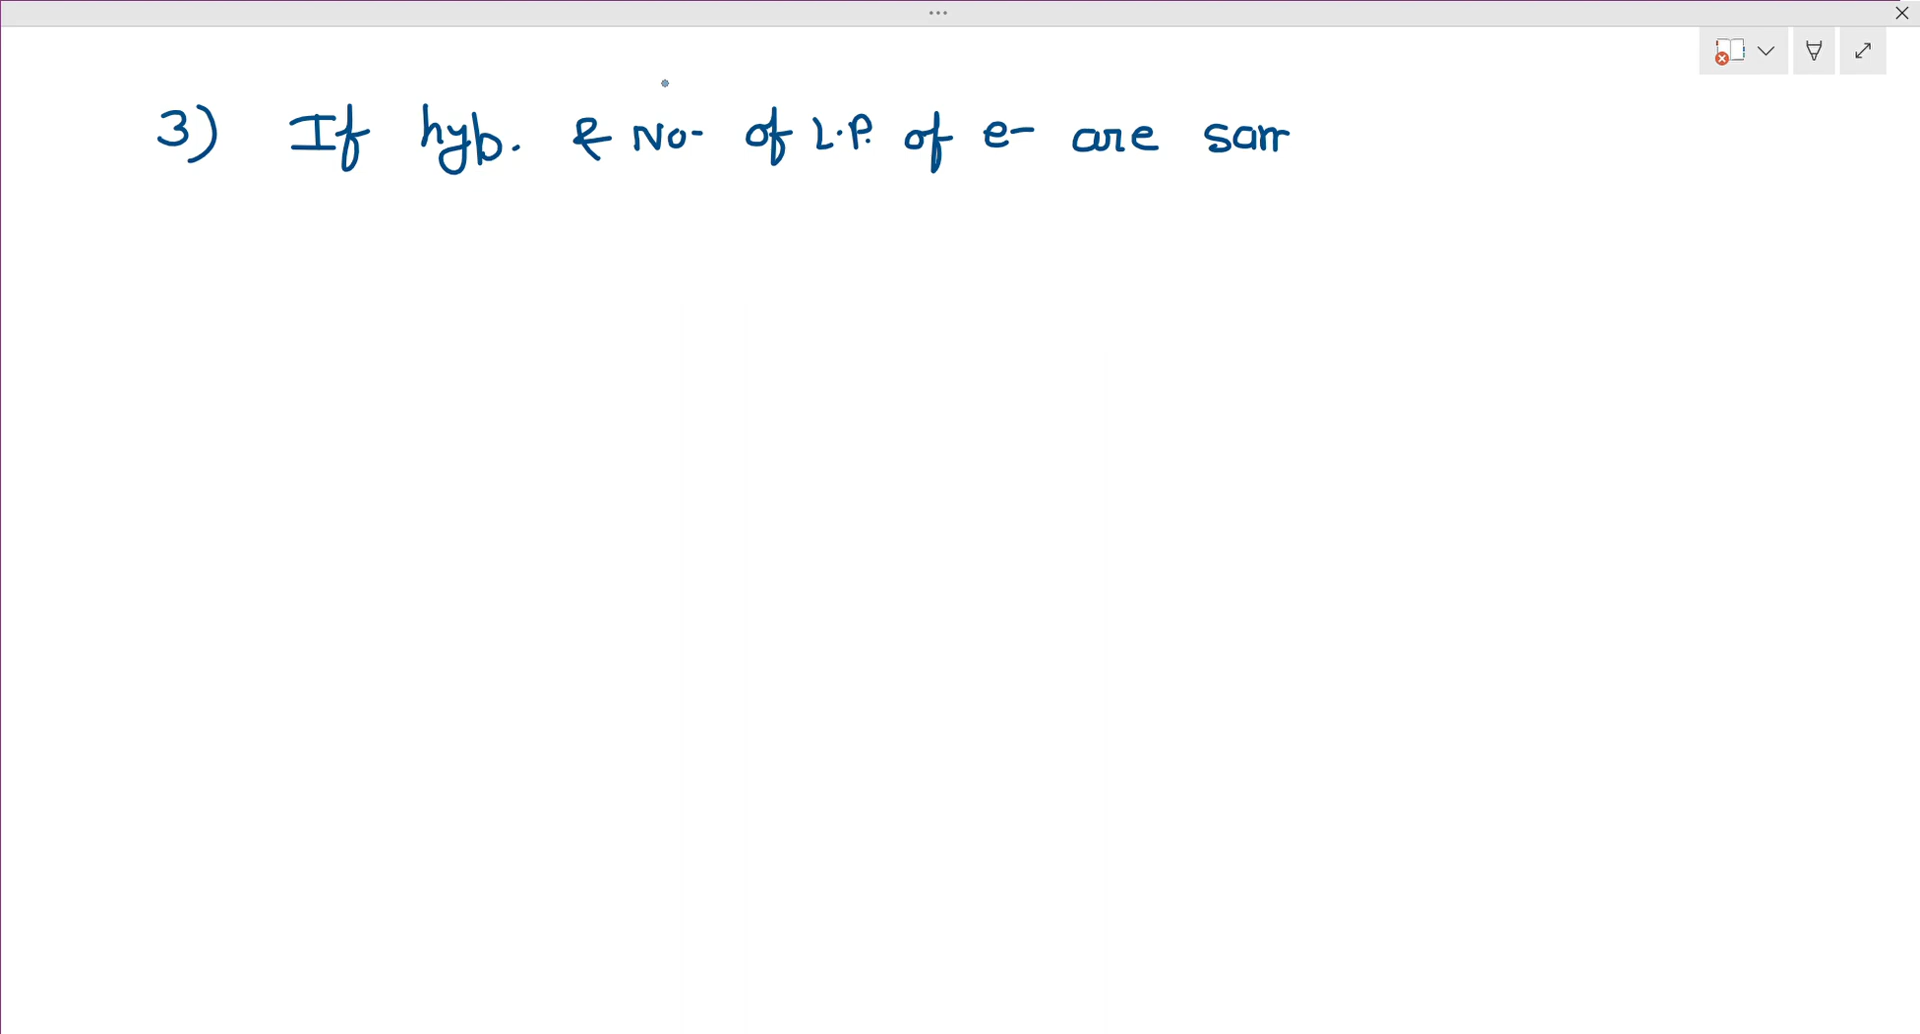 3) If hyb. & No- of L.P. of e- are sam